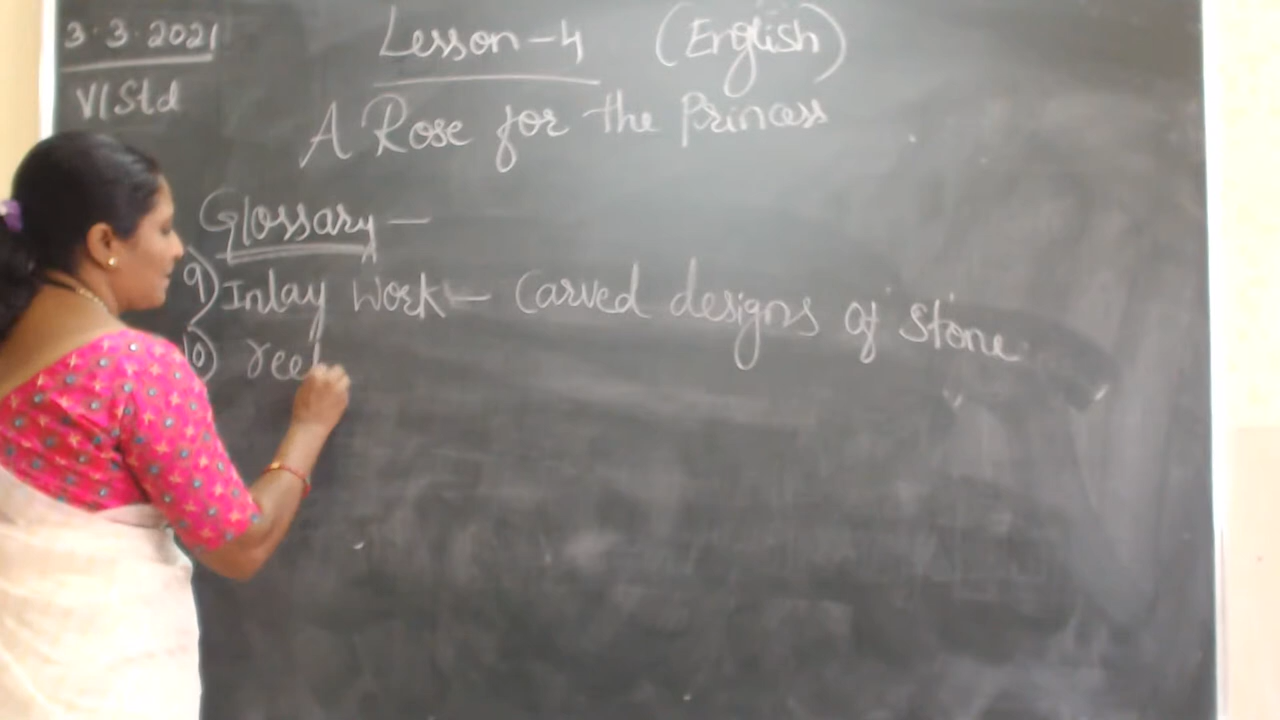 3.3.2021
VI Std
Lesson-4 (English)
A Rose for the Princess
Glossary —
9) Inlay work — Carved designs of stone
10)